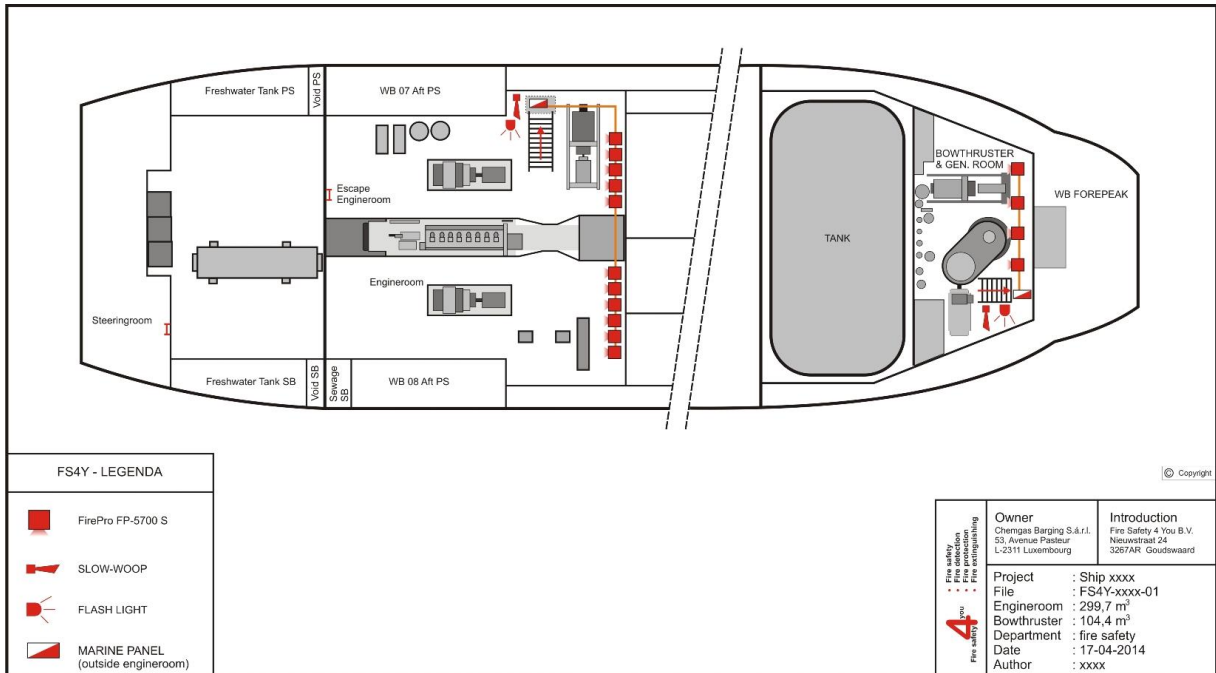 Freshwater Tank PS
Void PS
WB 07 Aft PS
Escape
Engineroom
BOWTHRUSTER
& GEN. ROOM
WB FOREPEAK
TANK
Engineroom
Steeringroom
Freshwater Tank SB
Void SB
Sewage
SB
WB 08 Aft PS
FS4Y - LEGENDA
FirePro FP-5700 S
SLOW-WOOP
FLASH LIGHT
MARINE PANEL
(outside engineroom)
© Copyright
• Fire safety
• Fire detection
• Fire protection
• Fire extinguishing
Fire safety 4 you
Owner
Chemgas Barging S.á.r.l.
53, Avenue Pasteur
L-2311 Luxembourg
Introduction
Fire Safety 4 You B.V.
Nieuwstraat 24
3267AR Goudswaard
Project : Ship xxxx
File : FS4Y-xxxx-01
Engineroom : 299,7 m³
Bowthruster : 104,4 m³
Department : fire safety
Date : 17-04-2014
Author : xxxx